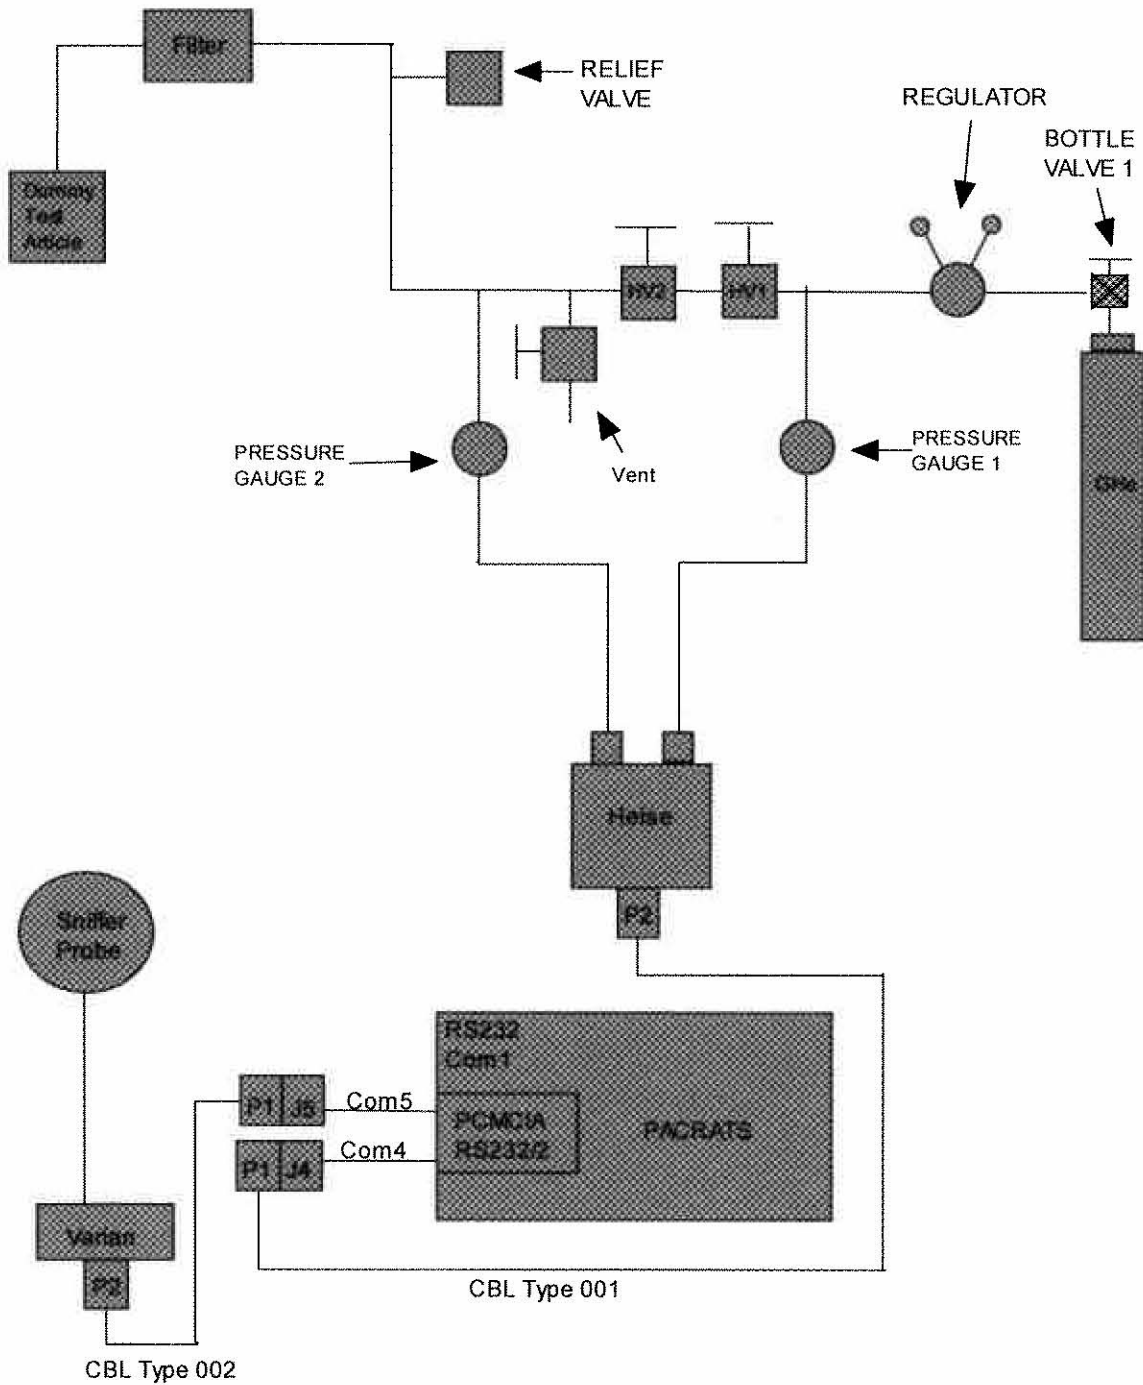 Filter
RELIEF
VALVE
REGULATOR
BOTTLE
VALVE 1
Dummy
Test
Article
HV2
HV1
PRESSURE
GAUGE 2
Vent
PRESSURE
GAUGE 1
GHe
Heise
P2
Sniffer
Probe
RS232
Com1
P1
J5
Com5
PCMCIA
RS232/2
PACRATS
P1
J4
Com4
Varian
P2
CBL Type 001
CBL Type 002